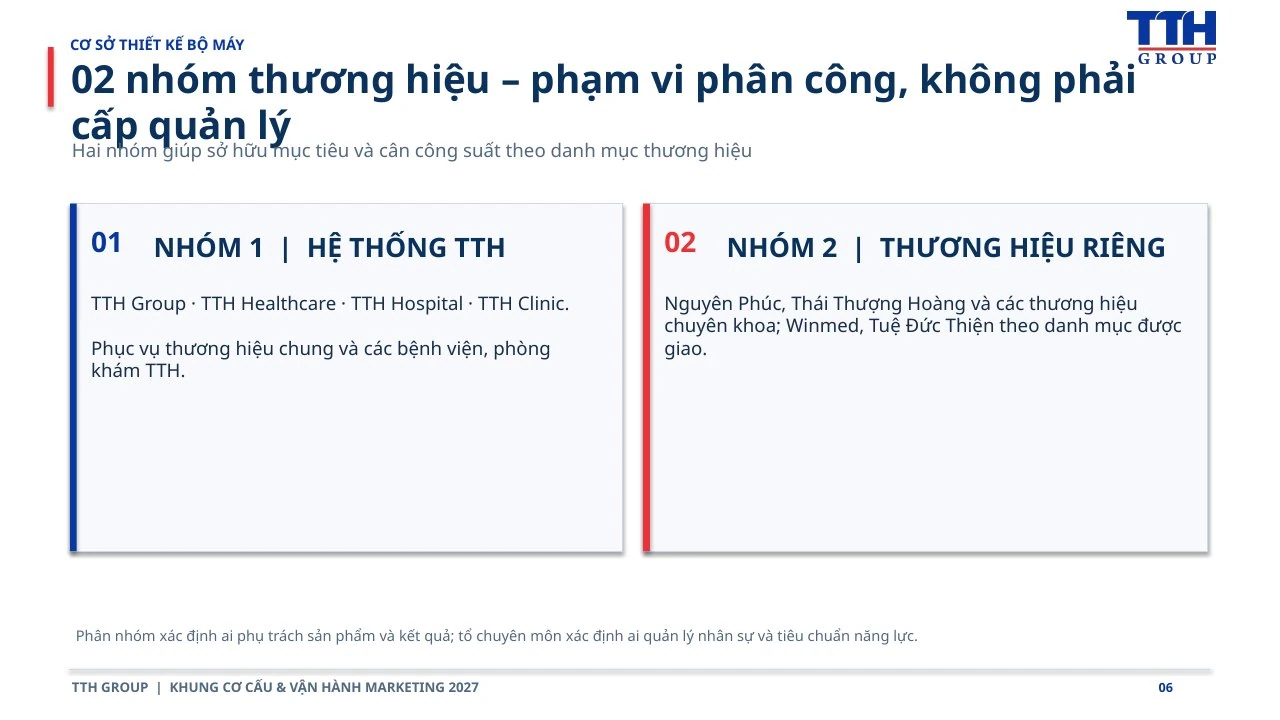 CƠ SỞ THIẾT KẾ BỘ MÁY
TTH
GROUP
02 nhóm thương hiệu – phạm vi phân công, không phải
cấp quản lý
Hai nhóm giúp sở hữu mục tiêu và cân công suất theo danh mục thương hiệu
01 NHÓM 1 | HỆ THỐNG TTH
TTH Group · TTH Healthcare · TTH Hospital · TTH Clinic.
Phục vụ thương hiệu chung và các bệnh viện, phòng
khám TTH.
02 NHÓM 2 | THƯƠNG HIỆU RIÊNG
Nguyên Phúc, Thái Thượng Hoàng và các thương hiệu
chuyên khoa; Winmed, Tuệ Đức Thiện theo danh mục được
giao.
Phân nhóm xác định ai phụ trách sản phẩm và kết quả; tổ chuyên môn xác định ai quản lý nhân sự và tiêu chuẩn năng lực.
TTH GROUP | KHUNG CƠ CẤU & VẬN HÀNH MARKETING 2027
06